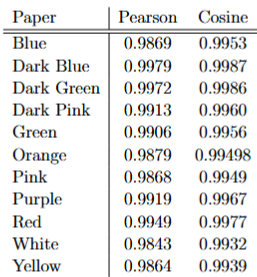 Paper Pearson Cosine
Blue 0.9869 0.9953
Dark Blue 0.9979 0.9987
Dark Green 0.9972 0.9986
Dark Pink 0.9913 0.9960
Green 0.9906 0.9956
Orange 0.9879 0.99498
Pink 0.9868 0.9949
Purple 0.9919 0.9967
Red 0.9949 0.9977
White 0.9843 0.9932
Yellow 0.9864 0.9939